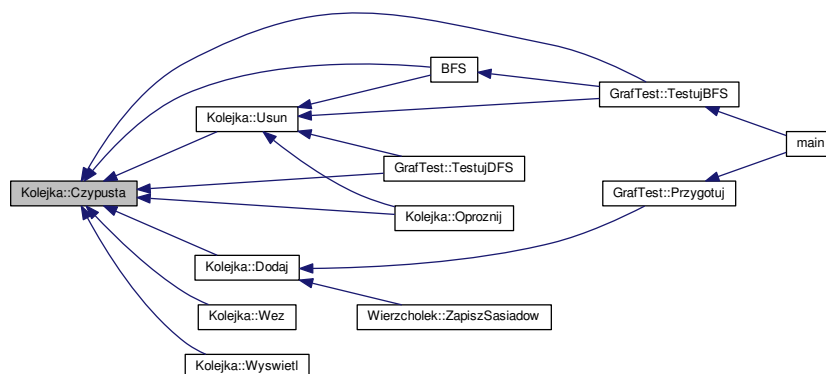 BFS
GrafTest::TestujBFS
Kolejka::Usun
main
GrafTest::TestujDFS
Kolejka::Czypusta
GrafTest::Przygotuj
Kolejka::Oproznij
Kolejka::Dodaj
Kolejka::Wez
Wierzcholek::ZapiszSasiadow
Kolejka::Wyswietl